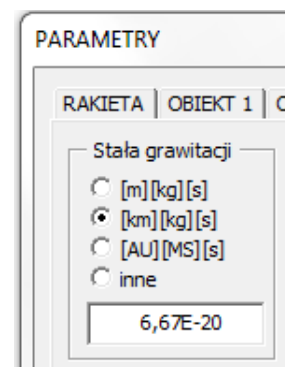 PARAMETRY
RAKIETA OBIEKT 1
Stała grawitacji
[m][kg][s]
[km][kg][s]
[AU][MS][s]
inne
6,67E-20